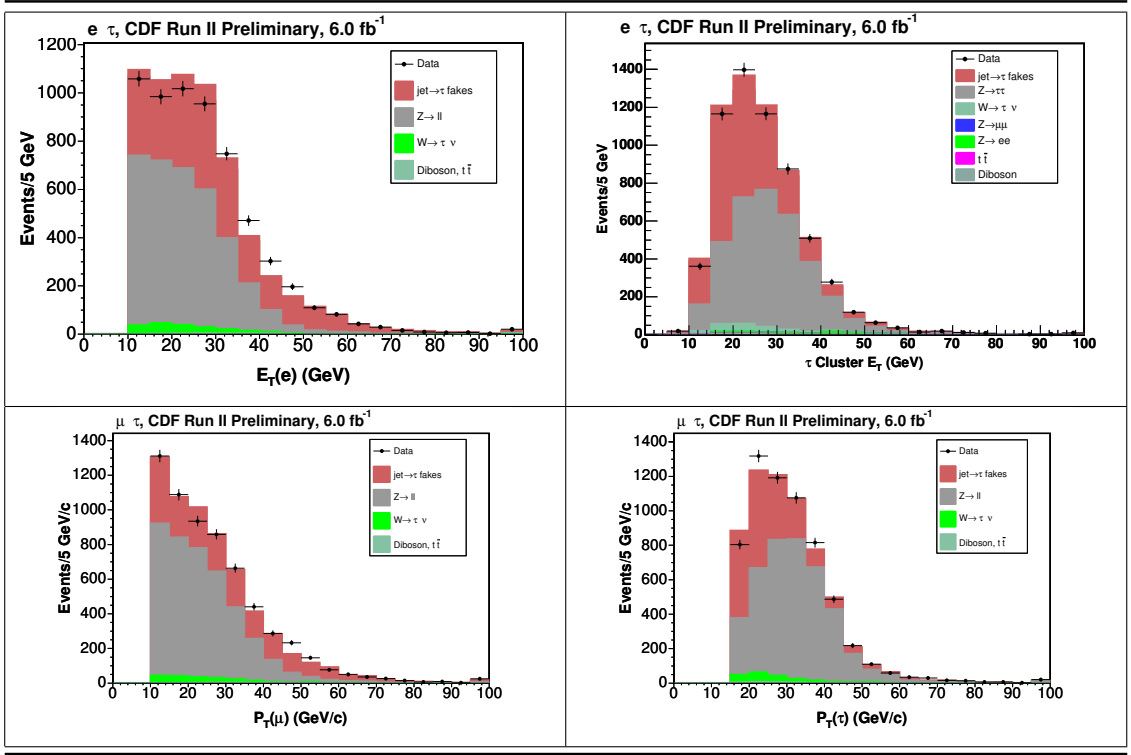 e τ, CDF Run II Preliminary, 6.0 fb⁻¹
1200
1000
800
600
400
200
0
Events/5 GeV
Data
jet→τ fakes
Z→ ll
W→ τ ν
Diboson, t t̄
0 10 20 30 40 50 60 70 80 90 100
E_T(e) (GeV)
e τ, CDF Run II Preliminary, 6.0 fb⁻¹
1400
1200
1000
800
600
400
200
0
Events/5 GeV
Data
jet→τ fakes
Z→ττ
W→τ ν
Z→μμ
Z→ ee
t t̄
Diboson
0 10 20 30 40 50 60 70 80 90 100
τ Cluster E_T (GeV)
μ τ, CDF Run II Preliminary, 6.0 fb⁻¹
1400
1200
1000
800
600
400
200
0
Events/5 GeV/c
Data
jet→τ fakes
Z→ ll
W→ τ ν
Diboson, t t̄
0 10 20 30 40 50 60 70 80 90 100
P_T(μ) (GeV/c)
μ τ, CDF Run II Preliminary, 6.0 fb⁻¹
1400
1200
1000
800
600
400
200
0
Events/5 GeV/c
Data
jet→τ fakes
Z→ ll
W→ τ ν
Diboson, t t̄
0 10 20 30 40 50 60 70 80 90 100
P_T(τ) (GeV/c)